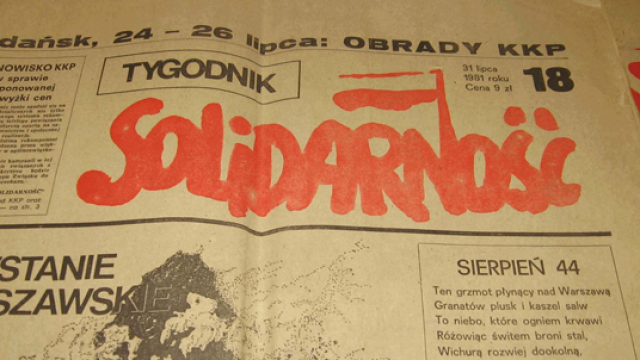 dańsk, 24 - 26 lipca: OBRADY KKP
NOWISKO KKP
w sprawie
ponowanej
wyżki cen
TYGODNIK
31 lipca
1981 roku
Cena 9 zł
18
SOLIDARNOŚĆ
STANIE
SZAWSKIE
SIERPIEŃ 44
Ten grzmot płynący nad Warszawą
Granatów plusk i kaszel salw
To niebo, które ogniem krwawi
Różowiąc świtem broni stal,
Wichurą rozwiej dookolną,